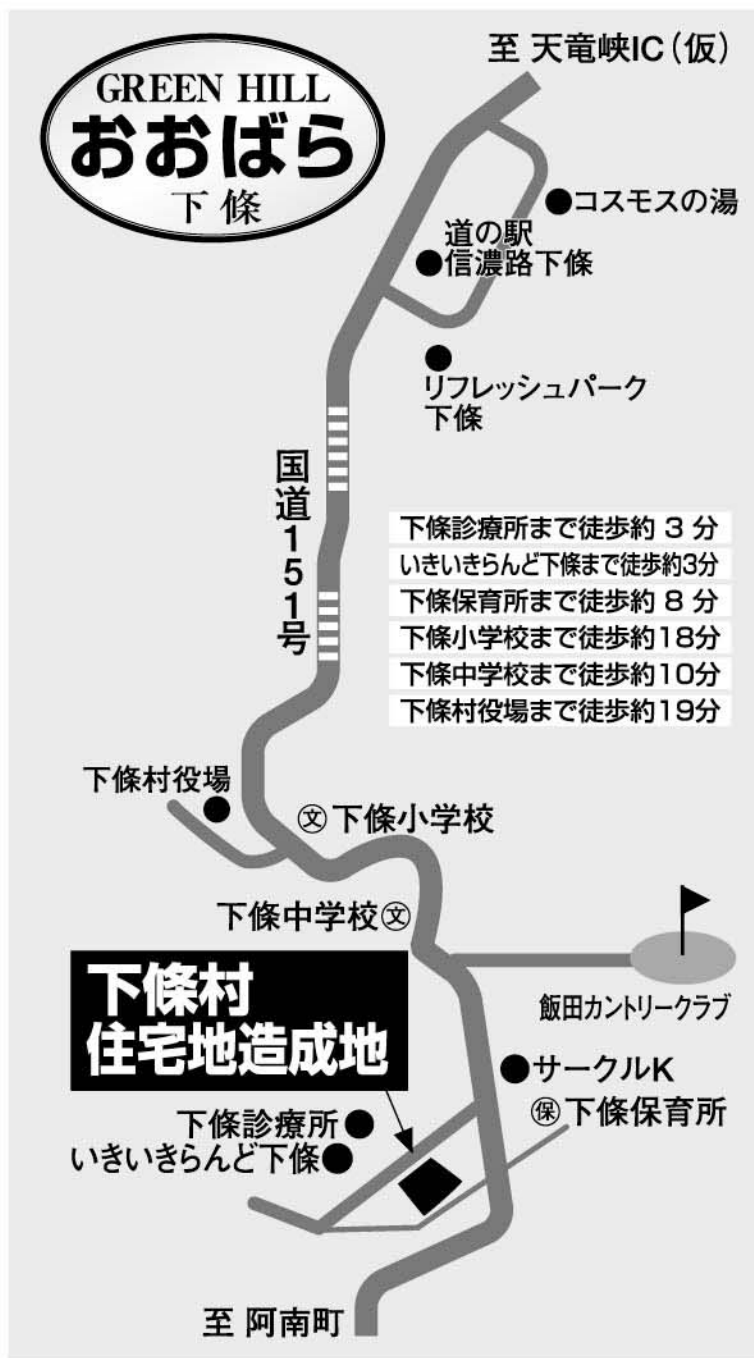 至 天竜峡IC(仮)
GREEN HILL
おおばら
下條
コスモスの湯
道の駅
信濃路下條
リフレッシュパーク
下條
国道151号
下條診療所まで徒歩約 3 分
いきいきらんど下條まで徒歩約3分
下條保育所まで徒歩約 8 分
下條小学校まで徒歩約18分
下條中学校まで徒歩約10分
下條村役場まで徒歩約19分
下條村役場
文 下條小学校
下條中学校 文
下條村
住宅地造成地
飯田カントリークラブ
サークルK
保 下條保育所
下條診療所
いきいきらんど下條
至 阿南町